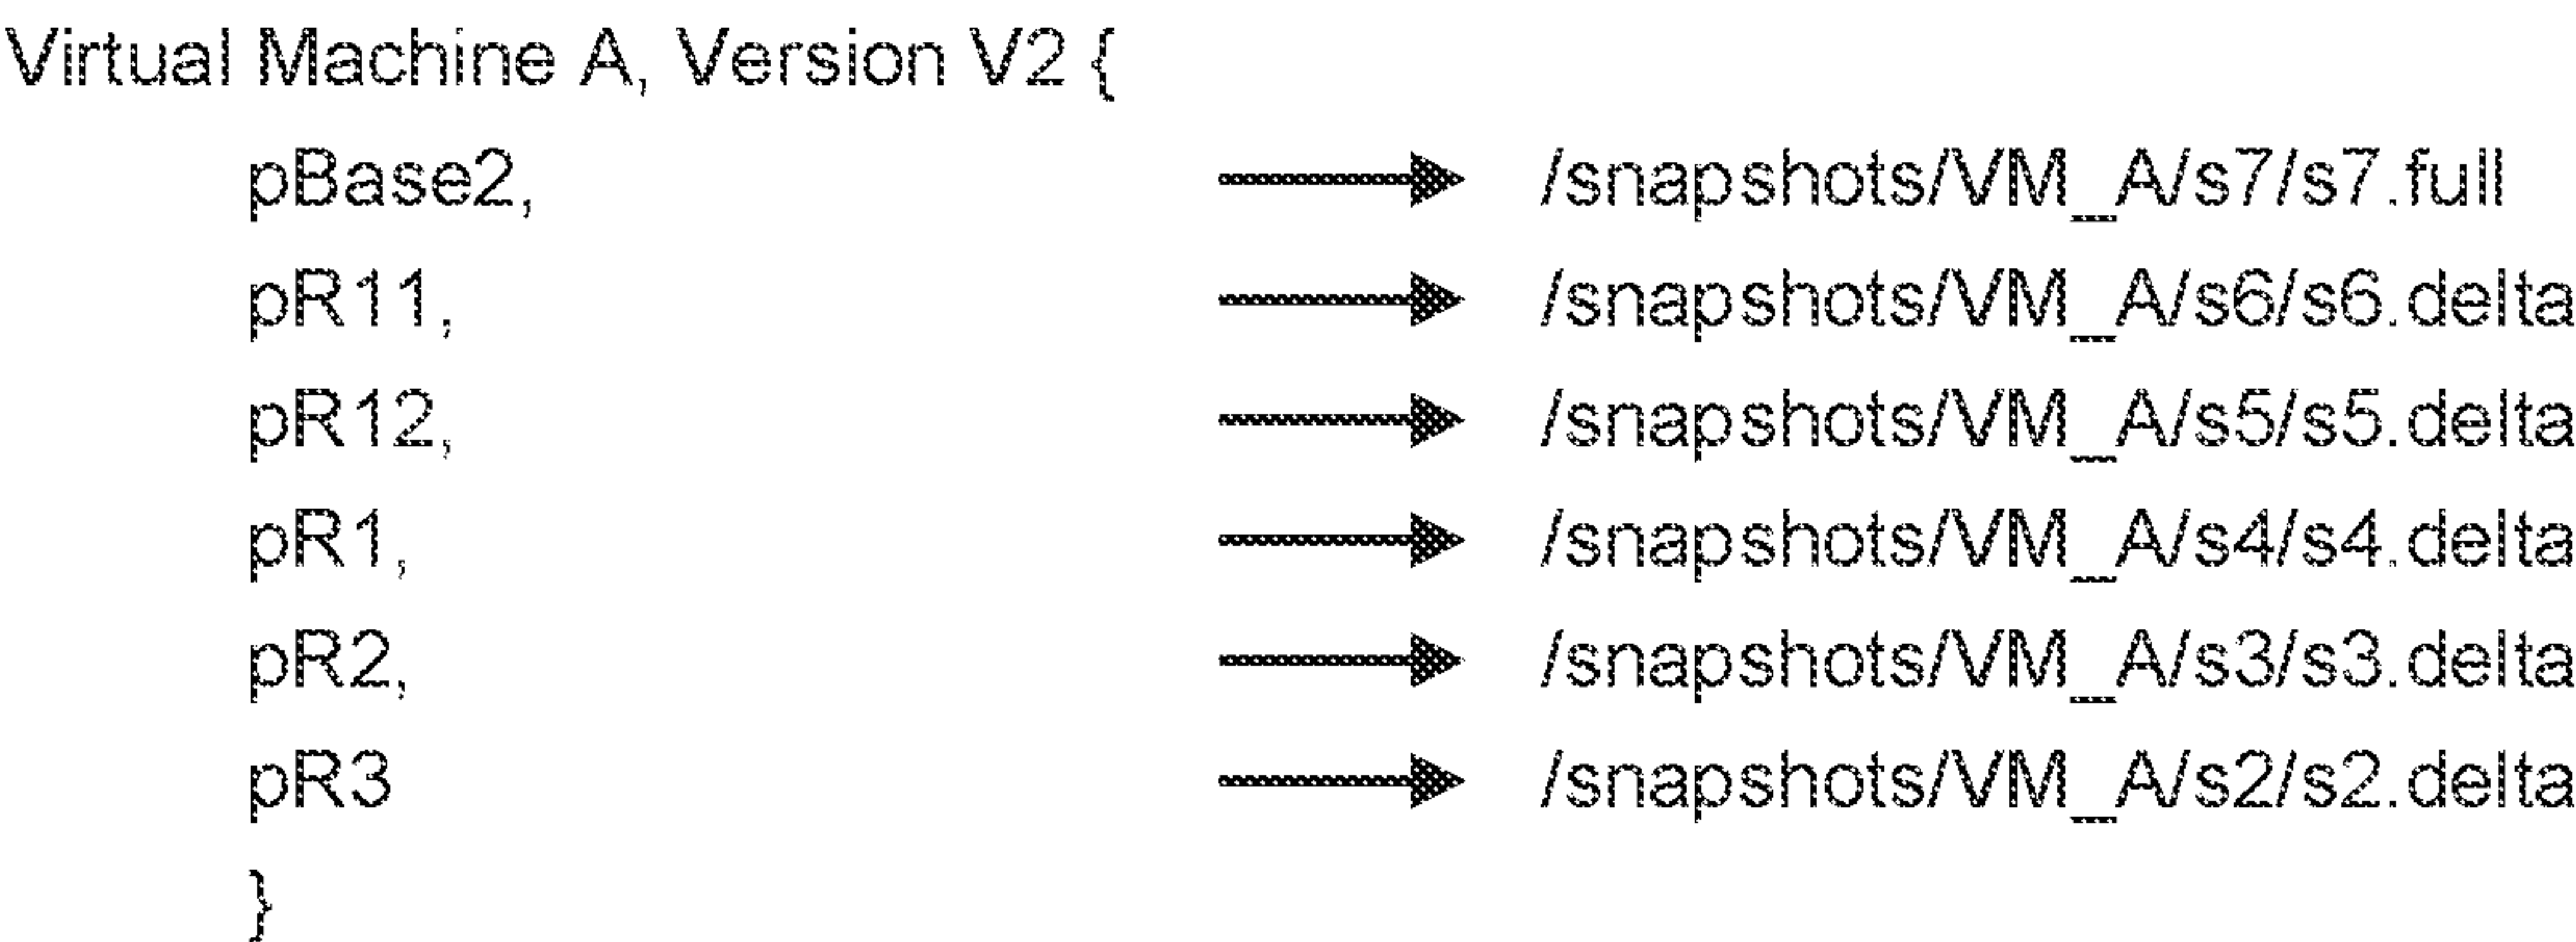 Virtual Machine A, Version V2 {
pBase2, /snapshots/VM_A/s7/s7.full
pR11, /snapshots/VM_A/s6/s6.delta
pR12, /snapshots/VM_A/s5/s5.delta
pR1, /snapshots/VM_A/s4/s4.delta
pR2, /snapshots/VM_A/s3/s3.delta
pR3 /snapshots/VM_A/s2/s2.delta
}